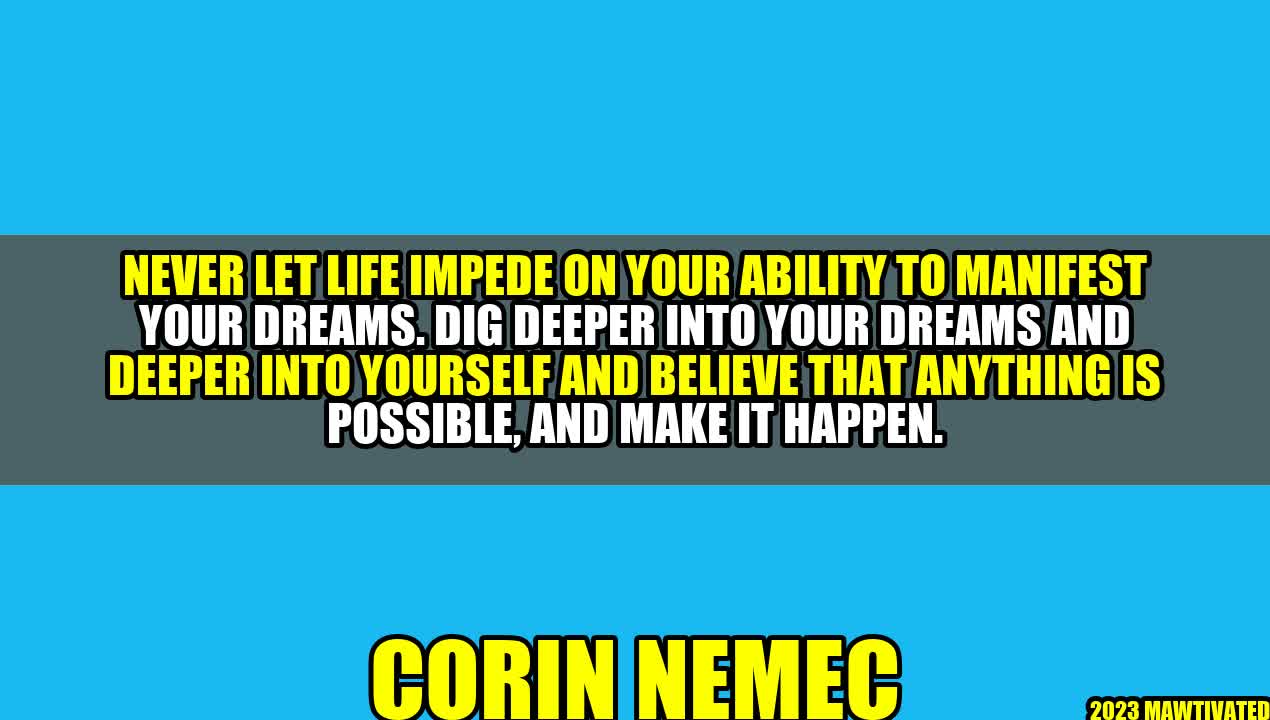 NEVER LET LIFE IMPEDE ON YOUR ABILITY TO MANIFEST
YOUR DREAMS. DIG DEEPER INTO YOUR DREAMS AND
DEEPER INTO YOURSELF AND BELIEVE THAT ANYTHING IS
POSSIBLE, AND MAKE IT HAPPEN.
CORIN NEMEC
2023 MAWTIVATED